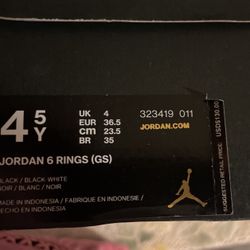 4 5 Y
UK 4
EUR 36.5
cm 23.5
BR 35
323419 011
JORDAN.COM
JORDAN 6 RINGS (GS)
BLACK / BLACK-WHITE
NOIR / BLANC / NOIR
MADE IN INDONESIA / FABRIQUE EN INDONESIE /
HECHO EN INDONESIA
SUGGESTED RETAIL PRICE: USD$130.00